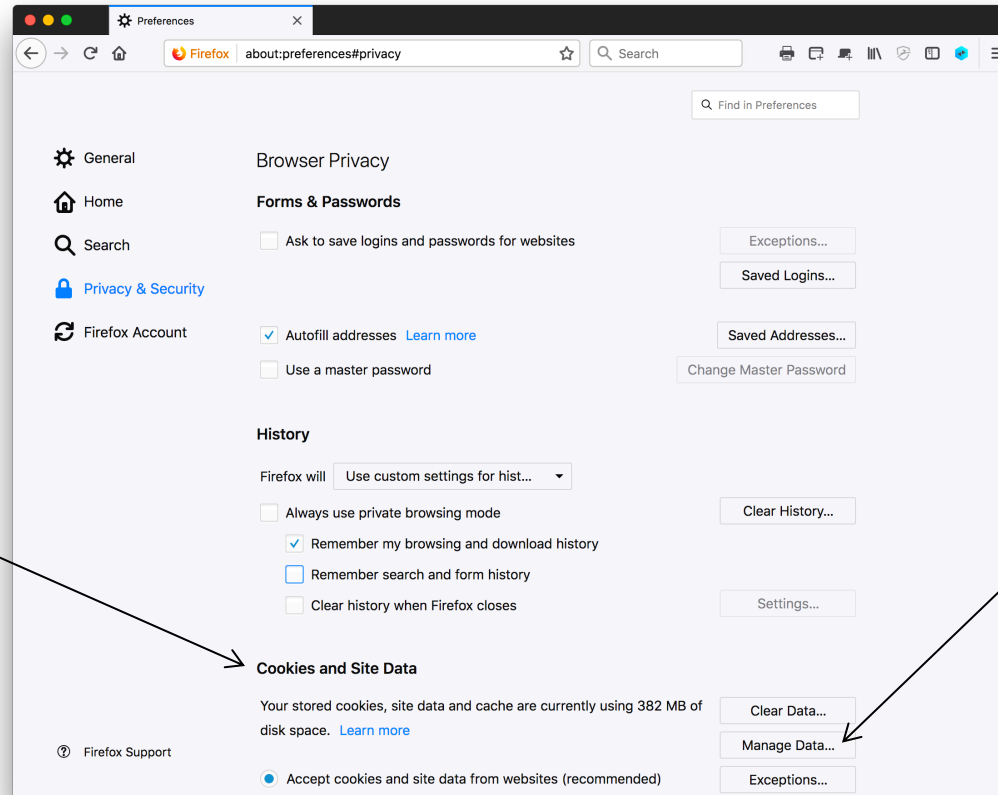 Preferences
Firefox about:preferences#privacy Search
Find in Preferences
General
Home
Search
Privacy & Security
Firefox Account
Browser Privacy
Forms & Passwords
Ask to save logins and passwords for websites Exceptions...
Saved Logins...
Autofill addresses Learn more Saved Addresses...
Use a master password Change Master Password
History
Firefox will Use custom settings for hist...
Always use private browsing mode Clear History...
Remember my browsing and download history
Remember search and form history
Clear history when Firefox closes Settings...
Cookies and Site Data
Your stored cookies, site data and cache are currently using 382 MB of Clear Data...
disk space. Learn more
Manage Data...
Firefox Support
Accept cookies and site data from websites (recommended) Exceptions...